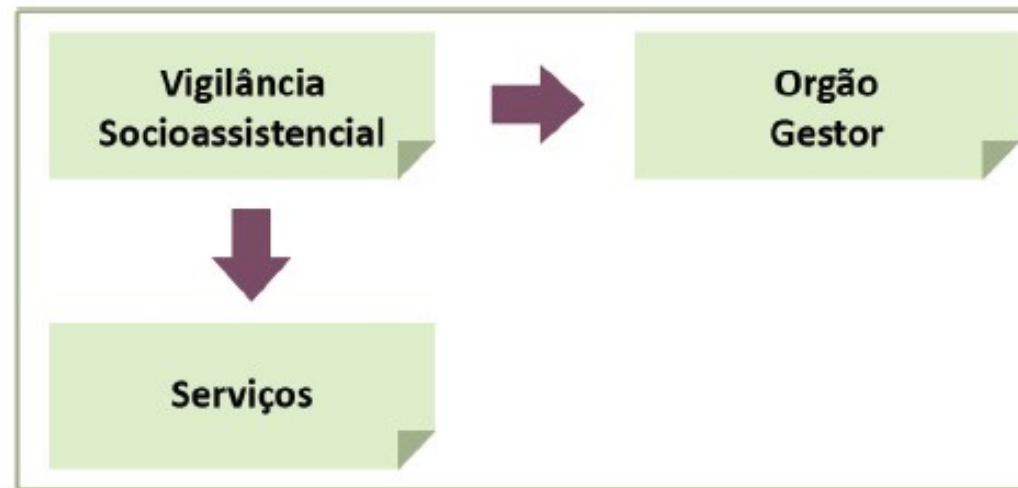 Vigilância
Socioassistencial
Orgão
Gestor
Serviços